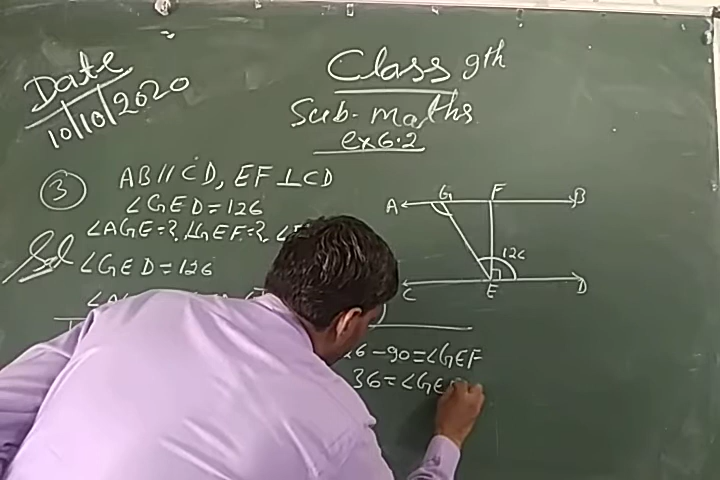 Date
10/10/2020
Class 9th
Sub- maths
ex 6.2
③ AB // CD, EF ⊥ CD
∠GED = 126
∠AGE = ?, ∠GEF = ?,
Sol
∠GED = 126
- 90 = ∠GEF
36 = ∠GE
A G F B
126
C E D